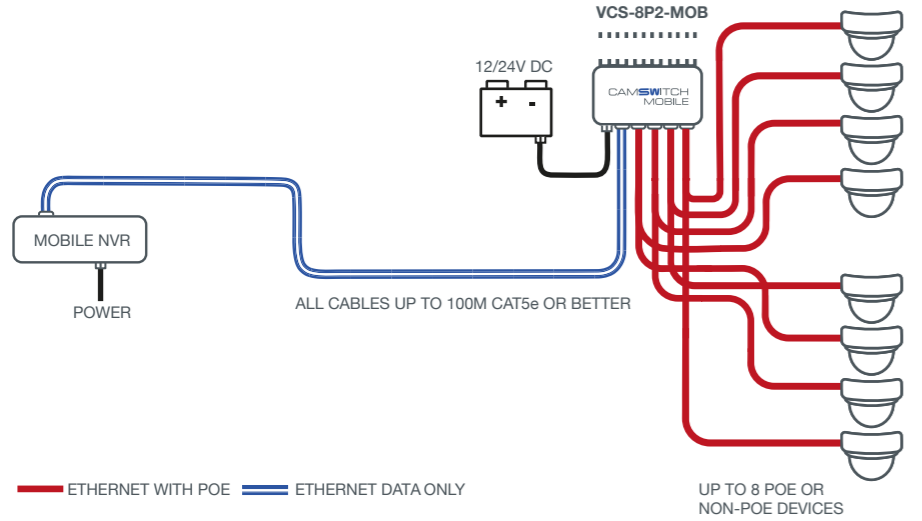 VCS-8P2-MOB
12/24V DC
+ -
CAMSWITCH
MOBILE
MOBILE NVR
POWER
ALL CABLES UP TO 100M CAT5e OR BETTER
ETHERNET WITH POE
ETHERNET DATA ONLY
UP TO 8 POE OR
NON-POE DEVICES